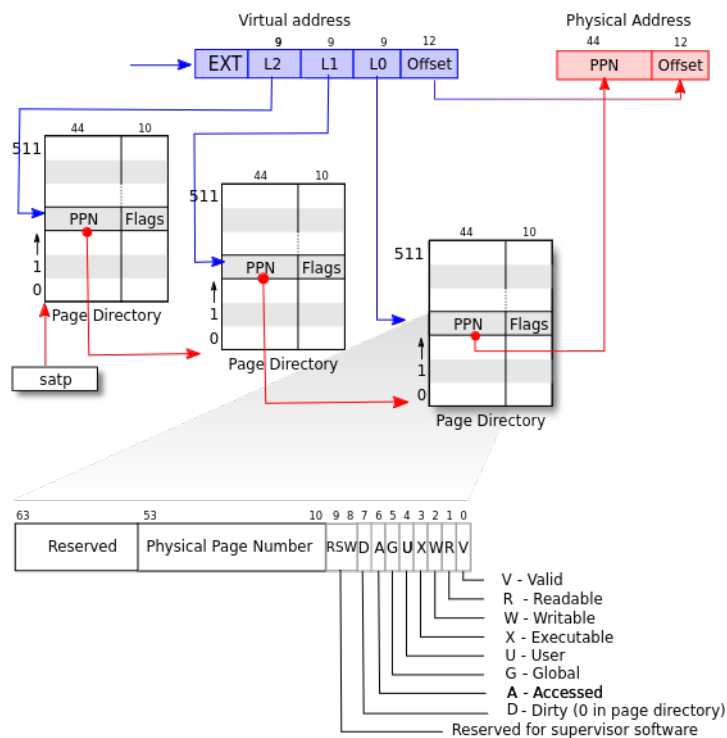 Virtual address
Physical Address
9 9 9 12
44 12
EXT L2 L1 L0 Offset
PPN Offset
44 10
511
PPN Flags
1
0
Page Directory
satp
44 10
511
PPN Flags
1
0
Page Directory
44 10
511
PPN Flags
1
0
Page Directory
63 53 10 9 8 7 6 5 4 3 2 1 0
Reserved Physical Page Number RSW D A G U X W R V
V - Valid
R - Readable
W - Writable
X - Executable
U - User
G - Global
A - Accessed
D - Dirty (0 in page directory)
Reserved for supervisor software